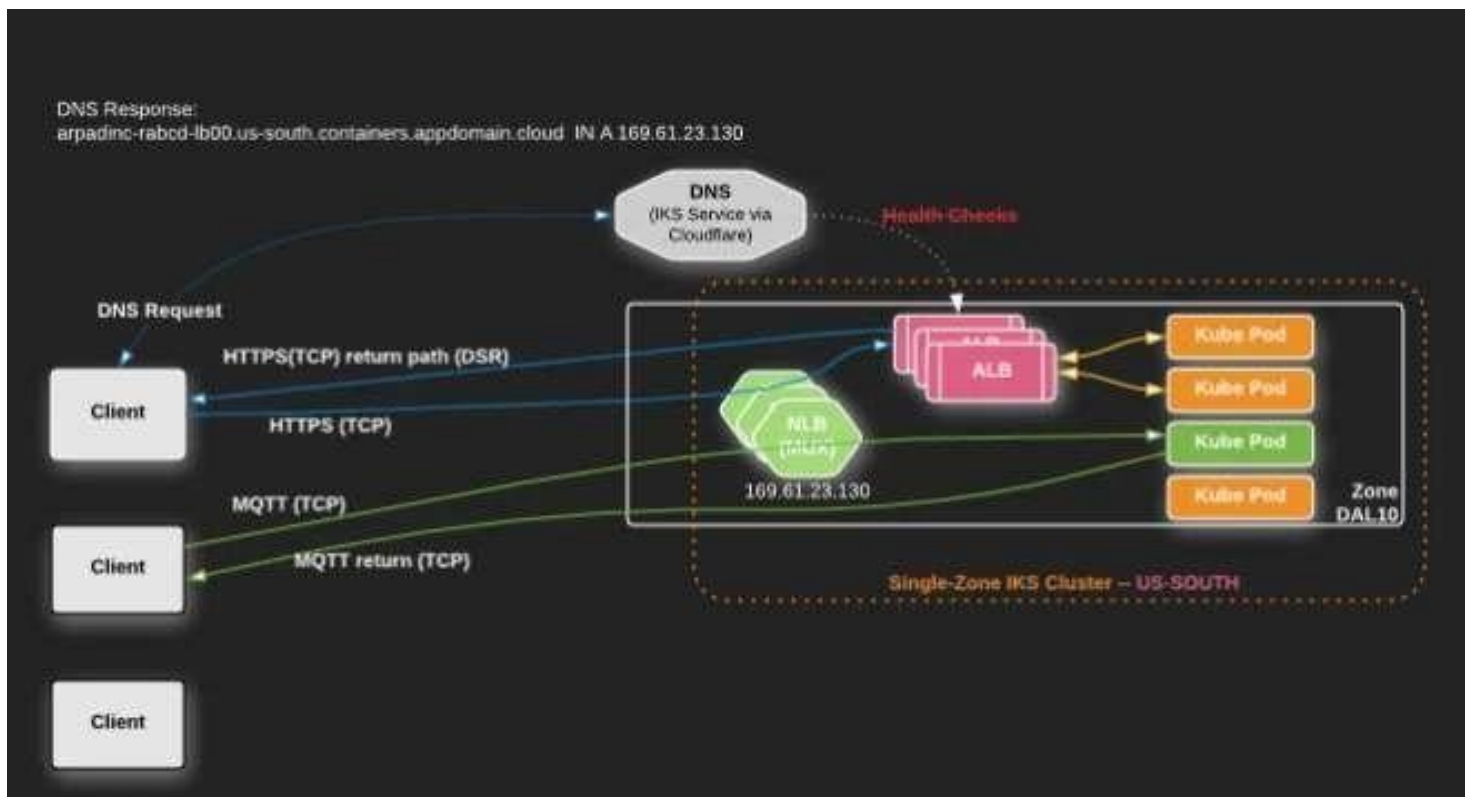 DNS Response:
arpadinc-rabcd-lb00.us-south.containers.appdomain.cloud IN A 169.61.23.130
DNS
(IKS Service via
Cloudflare)
Health Checks
DNS Request
HTTPS(TCP) return path (DSR)
Client
HTTPS (TCP)
ALB
ALB
Kube Pod
Kube Pod
NLB
(MUX)
Kube Pod
169.61.23.130
Kube Pod
Zone
DAL10
MQTT (TCP)
Client
MQTT return (TCP)
Single-Zone IKS Cluster -- US-SOUTH
Client